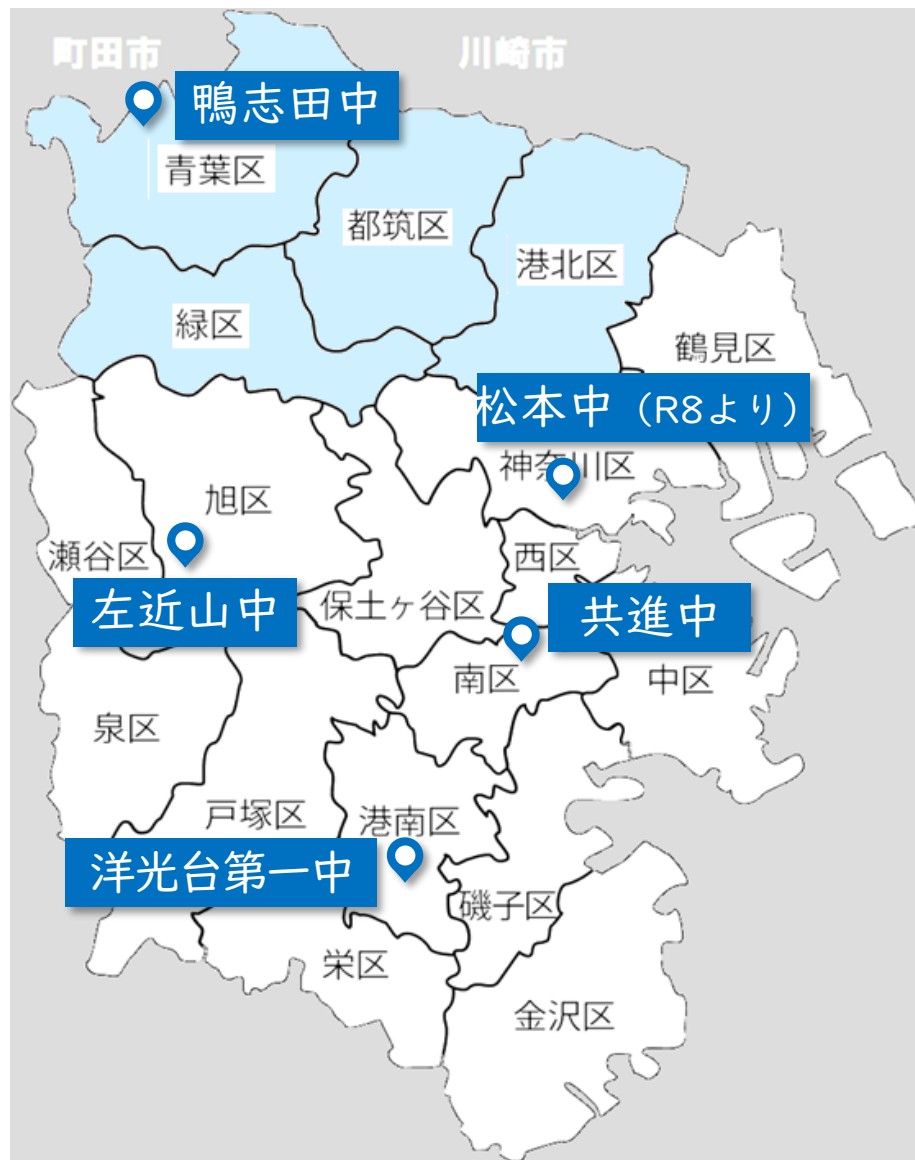 町田市
川崎市
鴨志田中
青葉区
都筑区
港北区
緑区
鶴見区
松本中（R8より）
神奈川区
旭区
西区
瀬谷区
左近山中
保土ヶ谷区
共進中
南区
中区
泉区
戸塚区
港南区
洋光台第一中
磯子区
栄区
金沢区